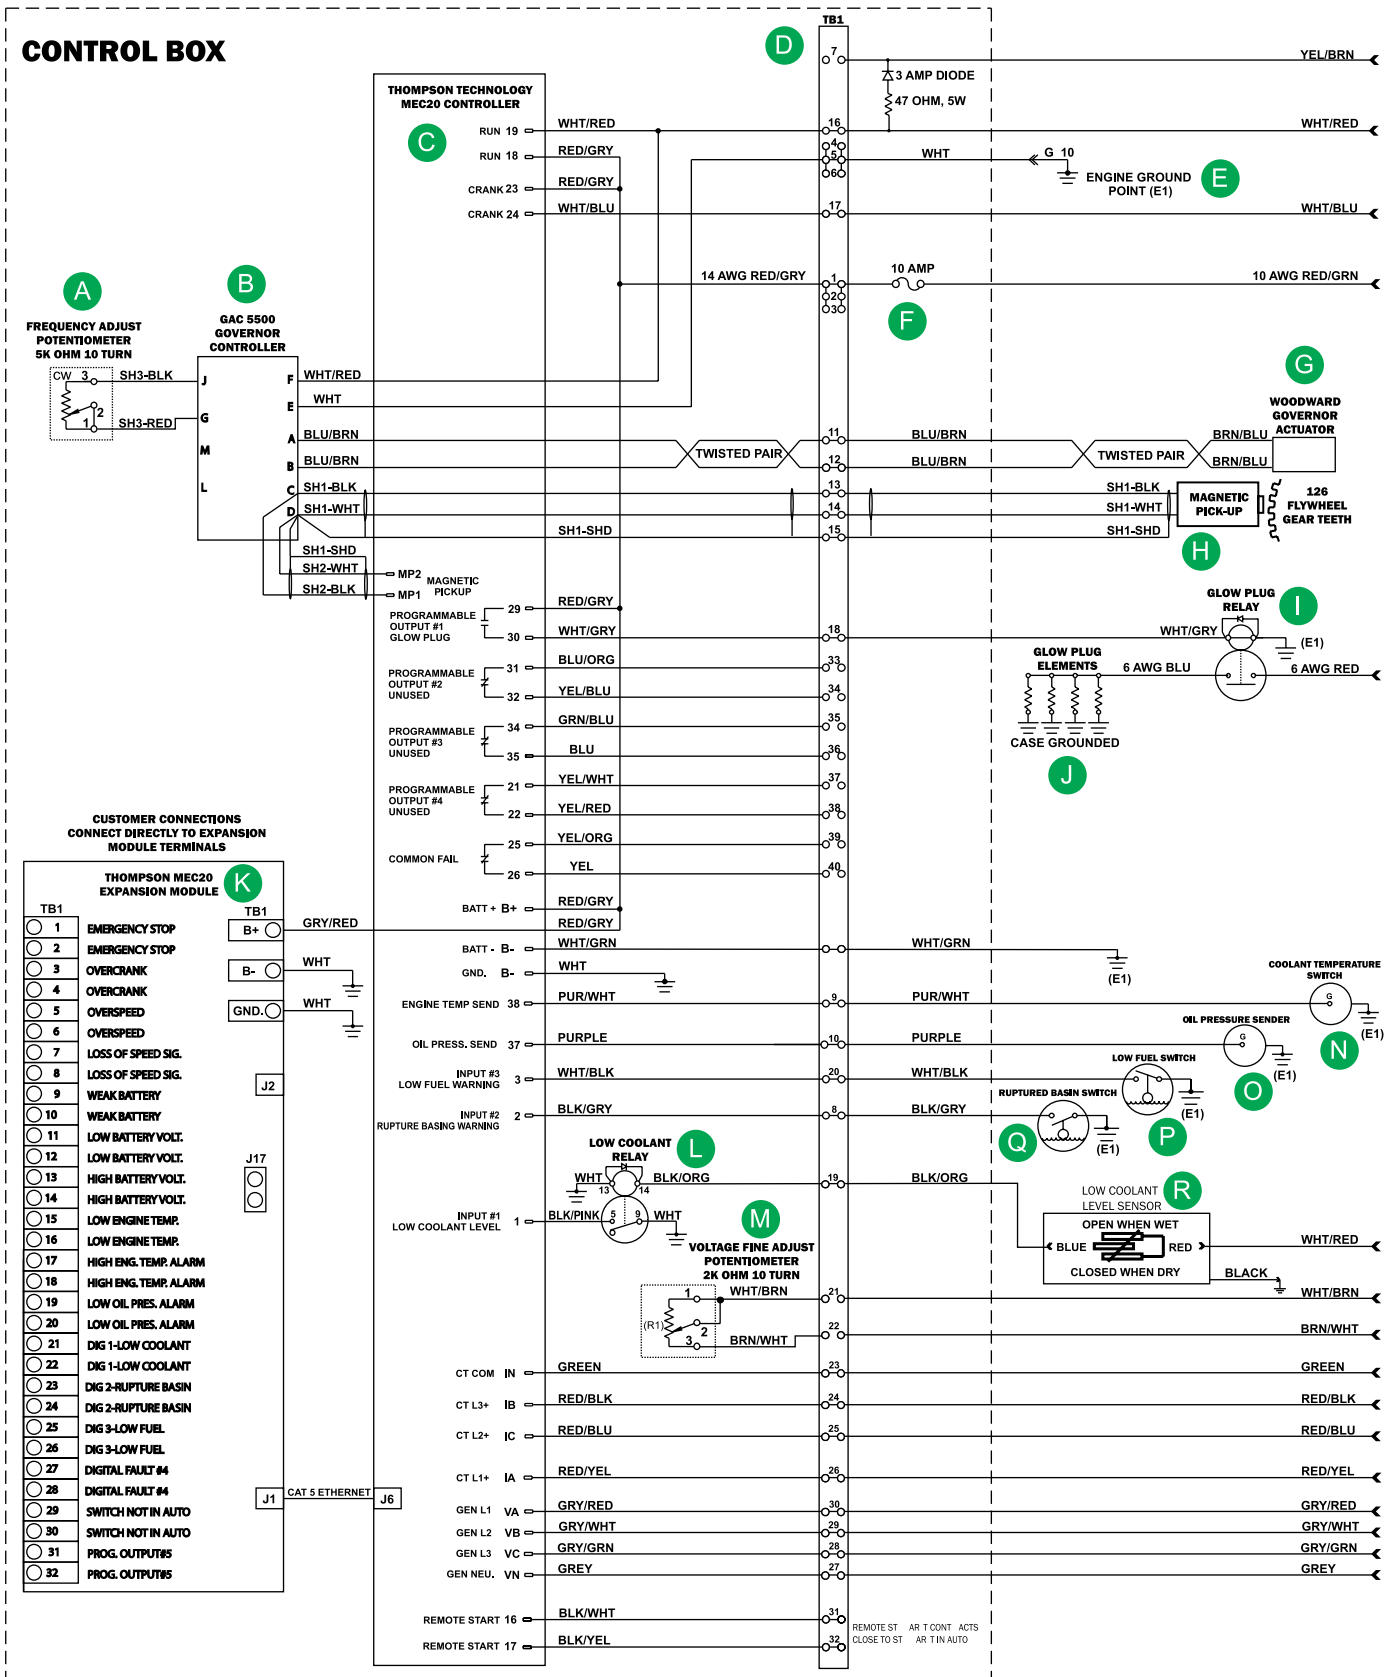 CONTROL BOX
TB1
D
7
YEL/BRN
3 AMP DIODE
47 OHM, 5W
THOMPSON TECHNOLOGY
MEC20 CONTROLLER
C
RUN 19
WHT/RED
16
WHT/RED
RUN 18
RED/GRY
4
5
6
WHT
G 10
ENGINE GROUND
POINT (E1)
E
CRANK 23
RED/GRY
CRANK 24
WHT/BLU
17
WHT/BLU
14 AWG RED/GRY
1
2
3
10 AMP
F
10 AWG RED/GRN
A
FREQUENCY ADJUST
POTENTIOMETER
5K OHM 10 TURN
CW 3
2
1
SH3-BLK
SH3-RED
B
GAC 5500
GOVERNOR
CONTROLLER
J
G
M
L
F
E
A
B
C
D
WHT/RED
WHT
BLU/BRN
BLU/BRN
SH1-BLK
SH1-WHT
TWISTED PAIR
11
12
13
14
15
BLU/BRN
BLU/BRN
TWISTED PAIR
BRN/BLU
BRN/BLU
G
WOODWARD
GOVERNOR
ACTUATOR
SH1-BLK
SH1-WHT
SH1-SHD
MAGNETIC
PICK-UP
126
FLYWHEEL
GEAR TEETH
H
SH1-SHD
SH1-SHD
SH2-WHT
SH2-BLK
MP2
MP1
MAGNETIC
PICKUP
PROGRAMMABLE
OUTPUT #1
GLOW PLUG
29
30
RED/GRY
WHT/GRY
18
WHT/GRY
GLOW PLUG
RELAY
I
(E1)
PROGRAMMABLE
OUTPUT #2
UNUSED
31
32
BLU/ORG
YEL/BLU
33
34
GLOW PLUG
ELEMENTS
6 AWG BLU
6 AWG RED
CASE GROUNDED
J
PROGRAMMABLE
OUTPUT #3
UNUSED
34
35
GRN/BLU
BLU
35
36
PROGRAMMABLE
OUTPUT #4
UNUSED
21
22
YEL/WHT
YEL/RED
37
38
COMMON FAIL
25
26
YEL/ORG
YEL
39
40
CUSTOMER CONNECTIONS
CONNECT DIRECTLY TO EXPANSION
MODULE TERMINALS
THOMPSON MEC20
EXPANSION MODULE
K
TB1
TB1
1 EMERGENCY STOP
2 EMERGENCY STOP
3 OVERCRANK
4 OVERCRANK
5 OVERSPEED
6 OVERSPEED
7 LOSS OF SPEED SIG.
8 LOSS OF SPEED SIG.
9 WEAK BATTERY
10 WEAK BATTERY
11 LOW BATTERY VOLT.
12 LOW BATTERY VOLT.
13 HIGH BATTERY VOLT.
14 HIGH BATTERY VOLT.
15 LOW ENGINE TEMP.
16 LOW ENGINE TEMP.
17 HIGH ENG. TEMP. ALARM
18 HIGH ENG. TEMP. ALARM
19 LOW OIL PRES. ALARM
20 LOW OIL PRES. ALARM
21 DIG 1-LOW COOLANT
22 DIG 1-LOW COOLANT
23 DIG 2-RUPTURE BASIN
24 DIG 2-RUPTURE BASIN
25 DIG 3-LOW FUEL
26 DIG 3-LOW FUEL
27 DIGITAL FAULT #4
28 DIGITAL FAULT #4
29 SWITCH NOT IN AUTO
30 SWITCH NOT IN AUTO
31 PROG. OUTPUT#5
32 PROG. OUTPUT#5
B+
B-
GND.
J2
J17
J1
GRY/RED
WHT
WHT
CAT 5 ETHERNET
J6
BATT + B+
RED/GRY
RED/GRY
BATT - B-
WHT/GRN
WHT/GRN
(E1)
GND. B-
WHT
ENGINE TEMP SEND 38
PUR/WHT
9
PUR/WHT
COOLANT TEMPERATURE
SWITCH
G
(E1)
N
OIL PRESS. SEND 37
PURPLE
10
PURPLE
OIL PRESSURE SENDER
G
(E1)
O
INPUT #3
LOW FUEL WARNING
3
WHT/BLK
20
WHT/BLK
LOW FUEL SWITCH
(E1)
P
INPUT #2
RUPTURE BASING WARNING
2
BLK/GRY
8
BLK/GRY
RUPTURED BASIN SWITCH
(E1)
Q
LOW COOLANT
RELAY
L
WHT
13
14
BLK/ORG
19
BLK/ORG
INPUT #1
LOW COOLANT LEVEL
1
BLK/PINK
5
9
WHT
LOW COOLANT
LEVEL SENSOR
R
OPEN WHEN WET
BLUE
RED
CLOSED WHEN DRY
WHT/RED
BLACK
M
VOLTAGE FINE ADJUST
POTENTIOMETER
2K OHM 10 TURN
(R1)
1
2
3
WHT/BRN
21
WHT/BRN
BRN/WHT
22
BRN/WHT
CT COM IN
GREEN
23
GREEN
CT L3+ IB
RED/BLK
24
RED/BLK
CT L2+ IC
RED/BLU
25
RED/BLU
CT L1+ IA
RED/YEL
26
RED/YEL
GEN L1 VA
GRY/RED
30
GRY/RED
GEN L2 VB
GRY/WHT
29
GRY/WHT
GEN L3 VC
GRY/GRN
28
GRY/GRN
GEN NEU. VN
GREY
27
GREY
REMOTE START 16
BLK/WHT
31
REMOTE START 17
BLK/YEL
32
REMOTE ST AR T CONT ACTS
CLOSE TO ST AR T IN AUTO